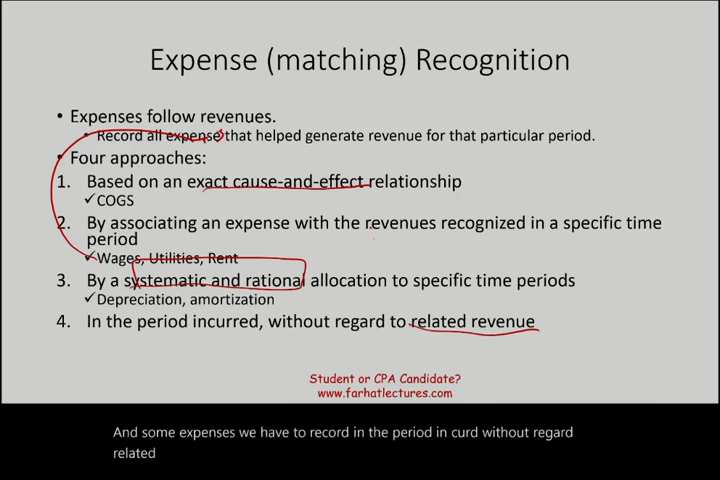 Expense (matching) Recognition
• Expenses follow revenues.
• Record all expense that helped generate revenue for that particular period.
• Four approaches:
1. Based on an exact cause-and-effect relationship
✓COGS
2. By associating an expense with the revenues recognized in a specific time
period
✓Wages, Utilities, Rent
3. By a systematic and rational allocation to specific time periods
✓Depreciation, amortization
4. In the period incurred, without regard to related revenue
Student or CPA Candidate?
www.farhatlectures.com
And some expenses we have to record in the period in curd without regard
related